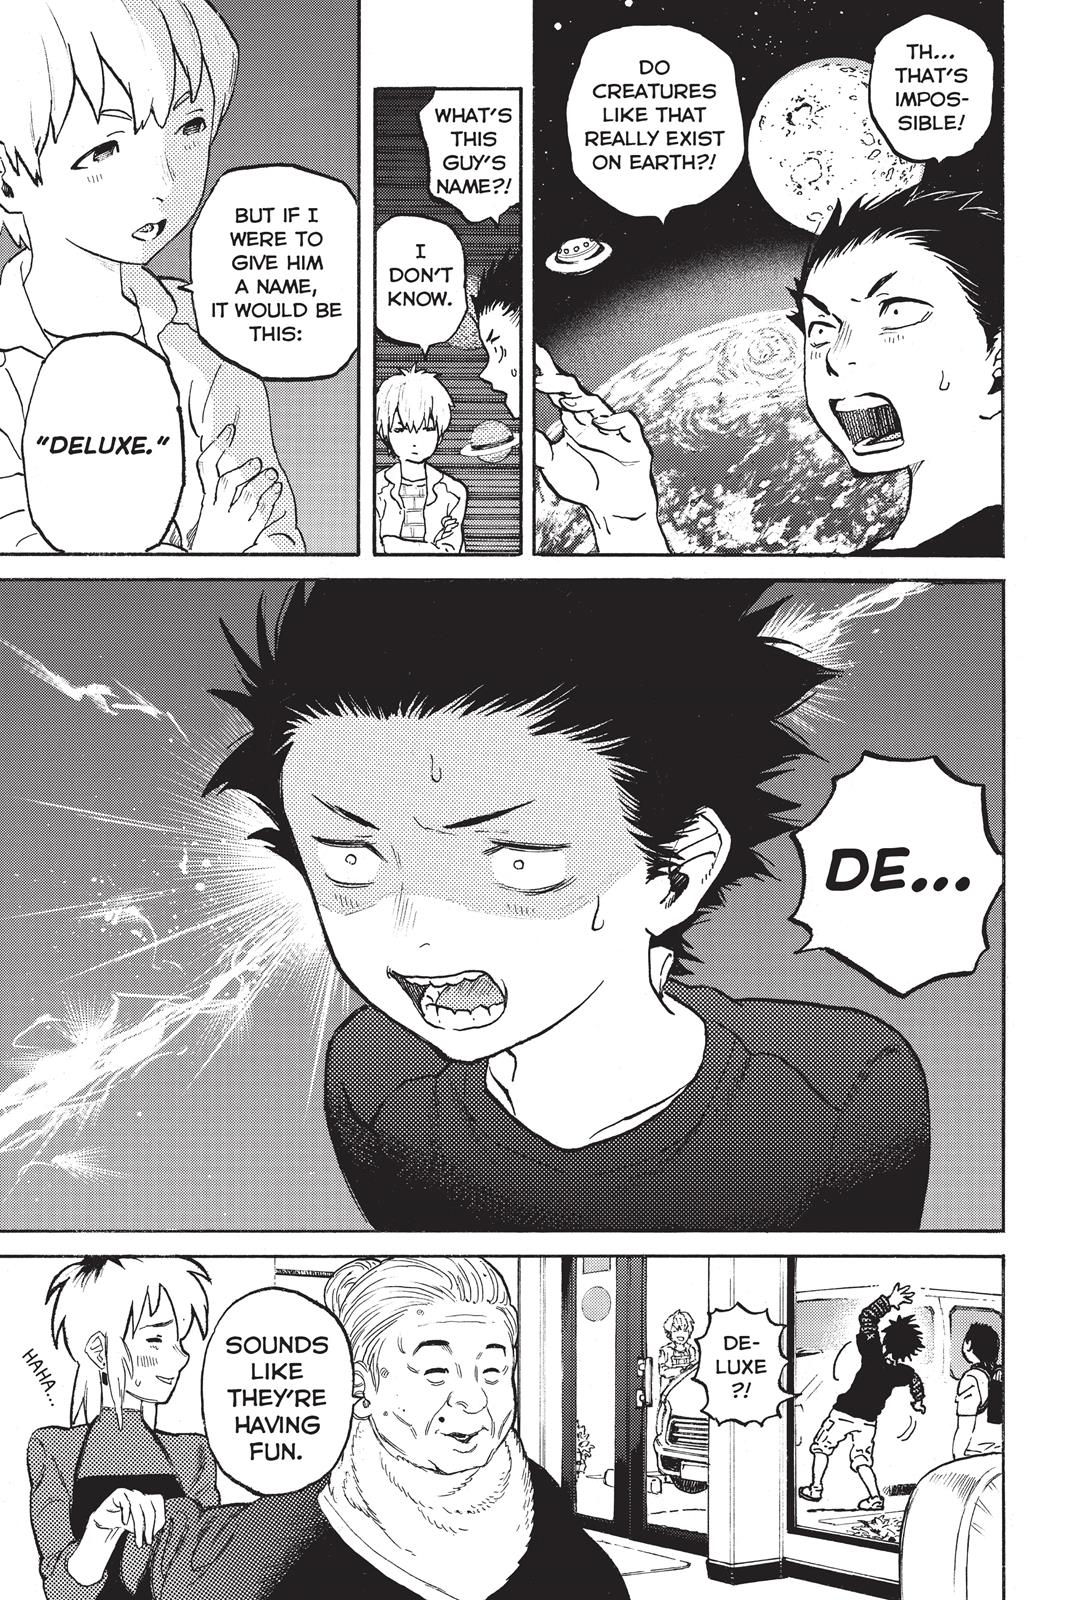 TH...
THAT'S
IMPOS-
SIBLE!
DO
CREATURES
LIKE THAT
REALLY EXIST
ON EARTH?!
WHAT'S
THIS
GUY'S
NAME?!
I
DON'T
KNOW.
BUT IF I
WERE TO
GIVE HIM
A NAME,
IT WOULD BE
THIS:
"DELUXE."
DE...
DE-
LUXE
?!
SOUNDS
LIKE
THEY'RE
HAVING
FUN.
HAHA...